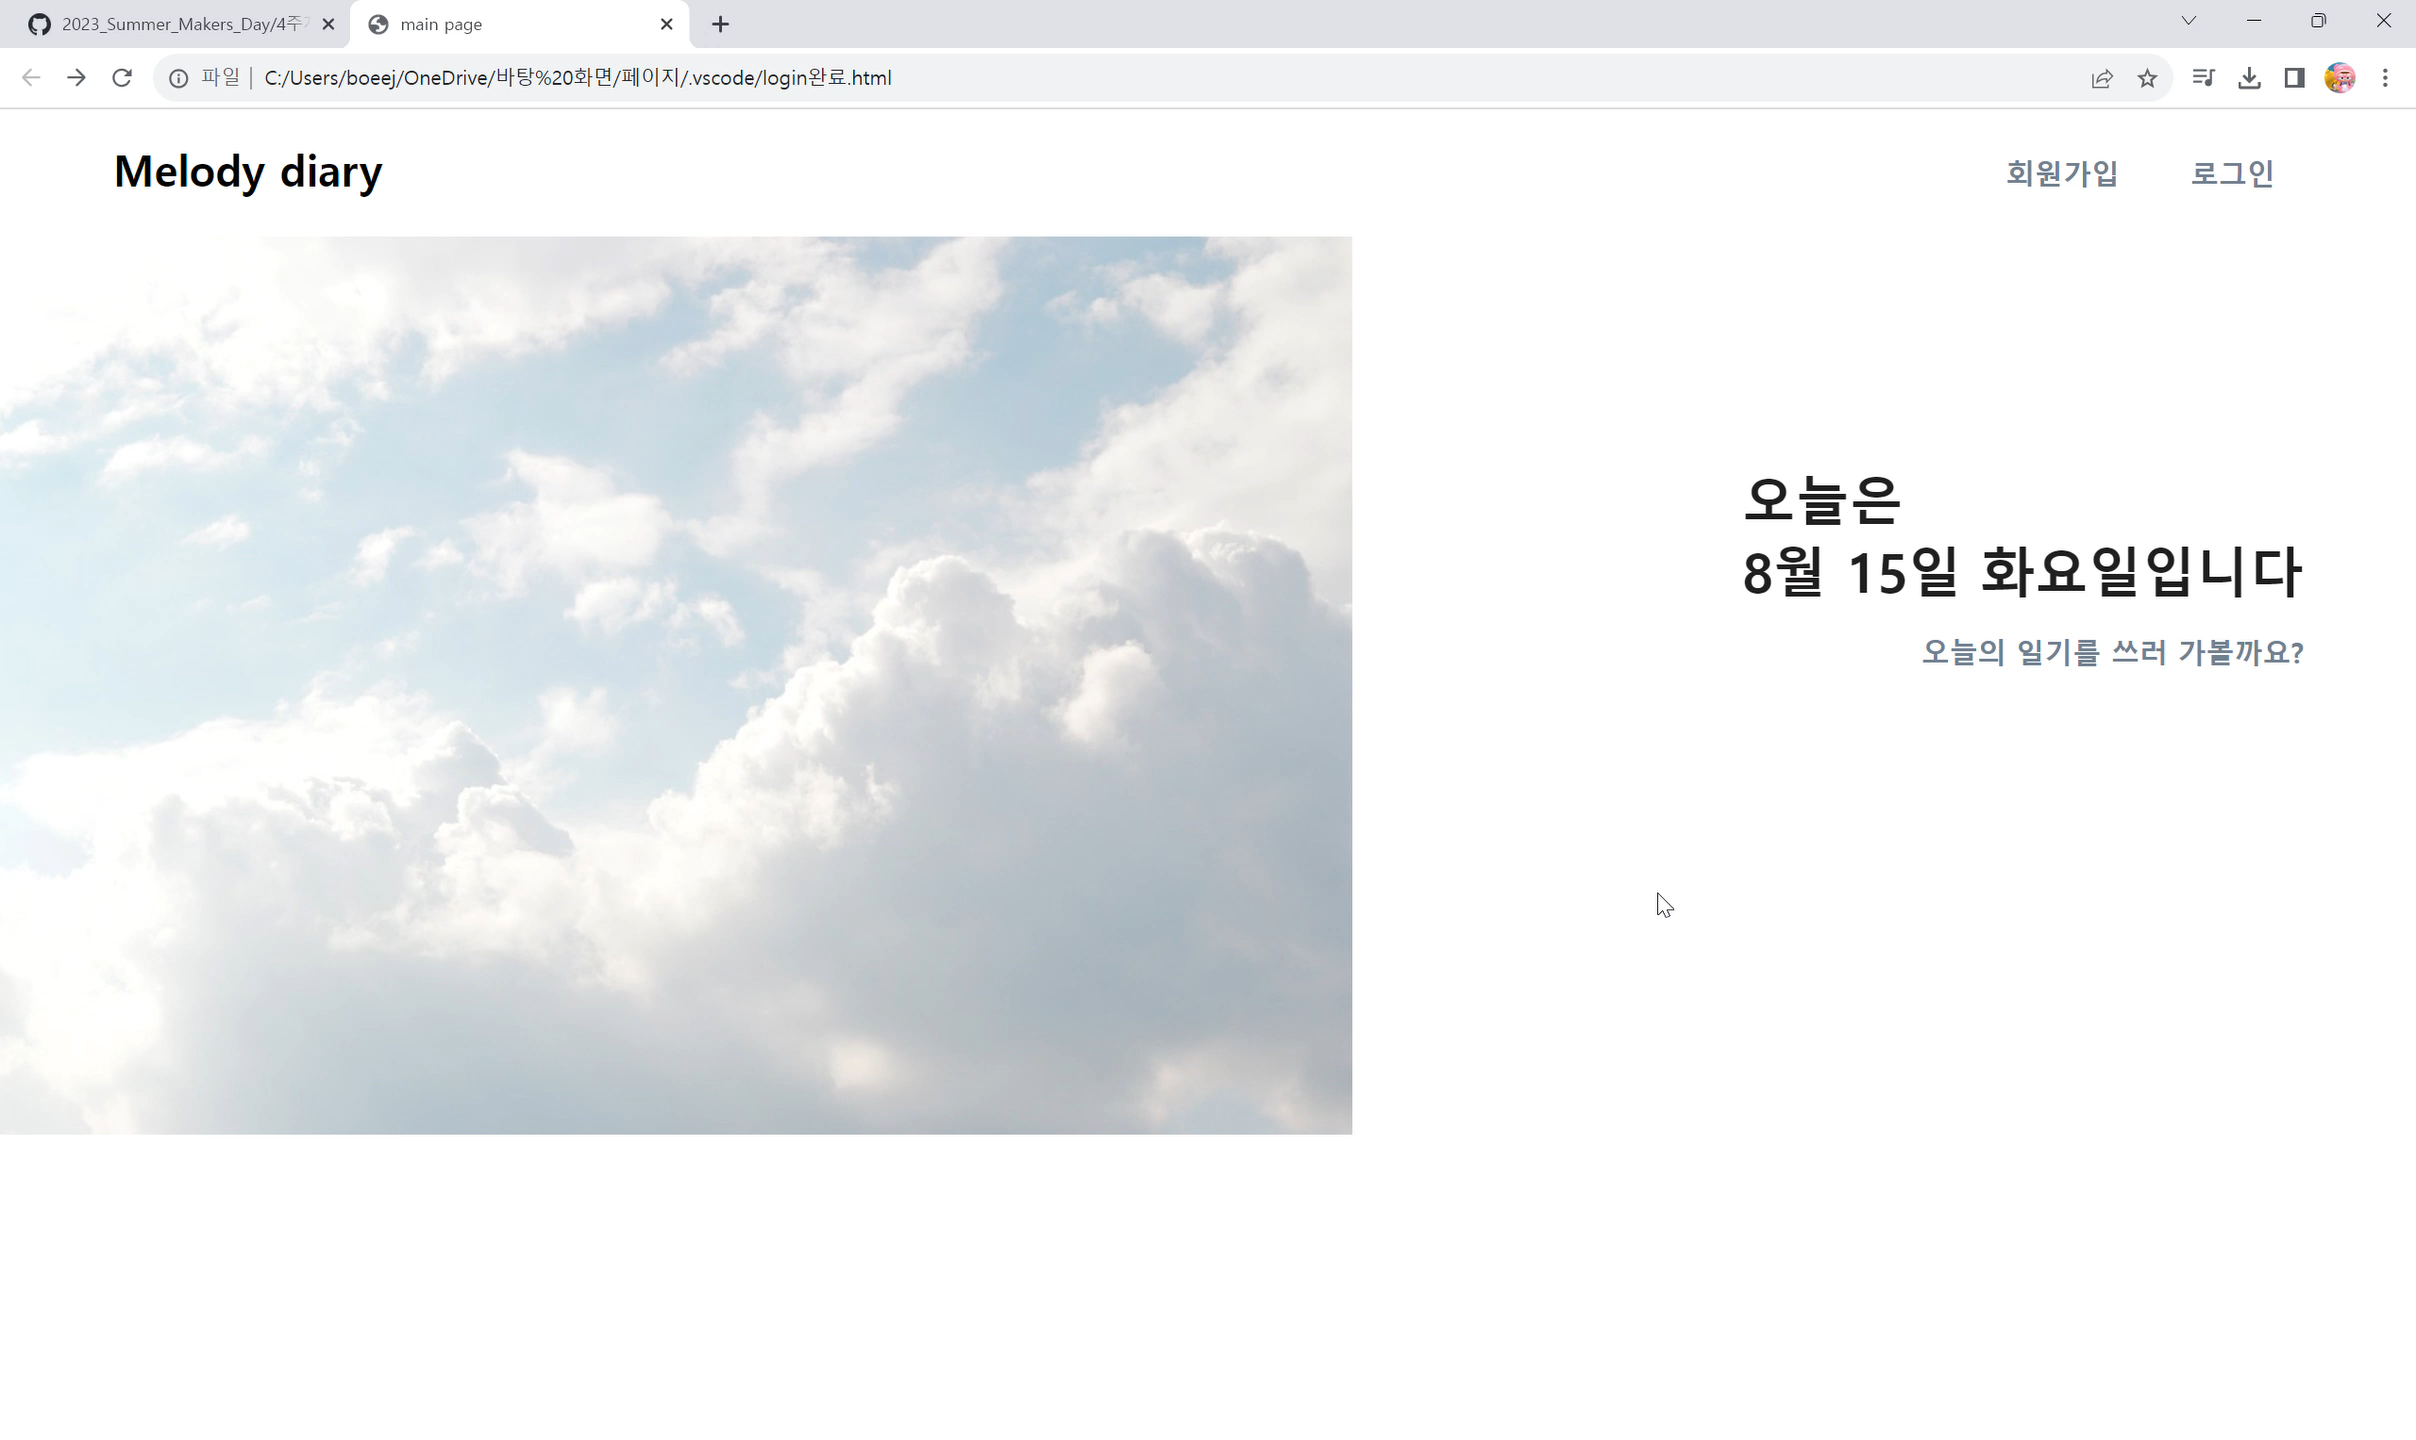 2023_Summer_Makers_Day/4주
main page
파일
C:/Users/boeej/OneDrive/바탕%20화면/페이지/.vscode/login완료.html
Melody diary
회원가입
로그인
오늘은
8월 15일 화요일입니다
오늘의 일기를 쓰러 가볼까요?